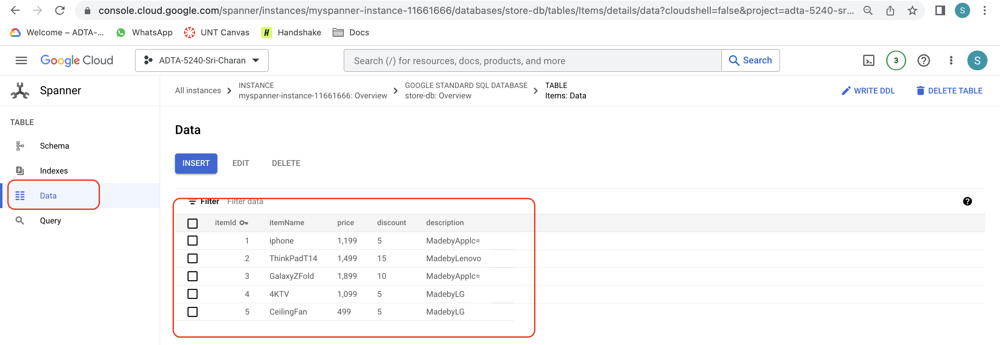 console.cloud.google.com/spanner/instances/myspanner-instance-11661666/databases/store-db/tables/Items/details/data?cloudshell=false&project=adta-5240-sr...
S
Welcome – ADTA-... WhatsApp UNT Canvas H Handshake Docs
Google Cloud ADTA-5240-Sri-Charan Search (/) for resources, docs, products, and more Search 3 ? S
Spanner
All instances
INSTANCE
myspanner-instance-11661666: Overview
GOOGLE STANDARD SQL DATABASE
store-db: Overview
TABLE
Items: Data
WRITE DDL DELETE TABLE
TABLE
Schema
Indexes
Data
Query
Data
INSERT EDIT DELETE
Filter Filter data ?
itemId itemName price discount description
1 iphone 1,199 5 MadebyApplc=
2 ThinkPadT14 1,499 15 MadebyLenovo
3 GalaxyZFold 1,899 10 MadebyApplc=
4 4KTV 1,099 5 MadebyLG
5 CeilingFan 499 5 MadebyLG